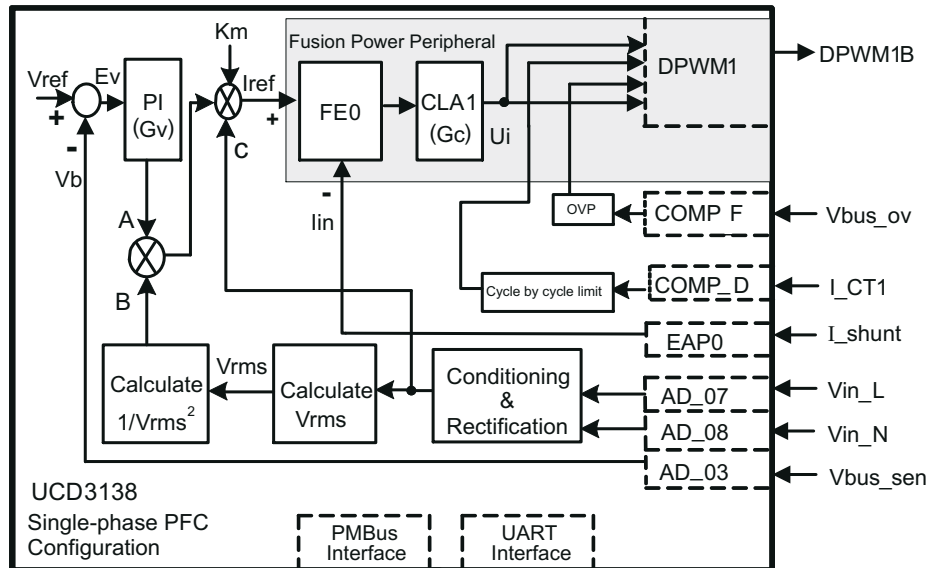 Km
Fusion Power Peripheral
DPWM1
DPWM1B
Vref
Ev
PI
(Gv)
Iref
FE0
CLA1
(Gc)
Ui
+
-
Vb
+
C
-
Iin
A
B
OVP
COMP F
Vbus_ov
Cycle by cycle limit
COMP_D
I_CT1
EAP0
I_shunt
Calculate
1/Vrms²
Vrms
Calculate
Vrms
Conditioning
&
Rectification
AD_07
Vin_L
AD_08
Vin_N
AD_03
Vbus_sen
UCD3138
Single-phase PFC
Configuration
PMBus
Interface
UART
Interface